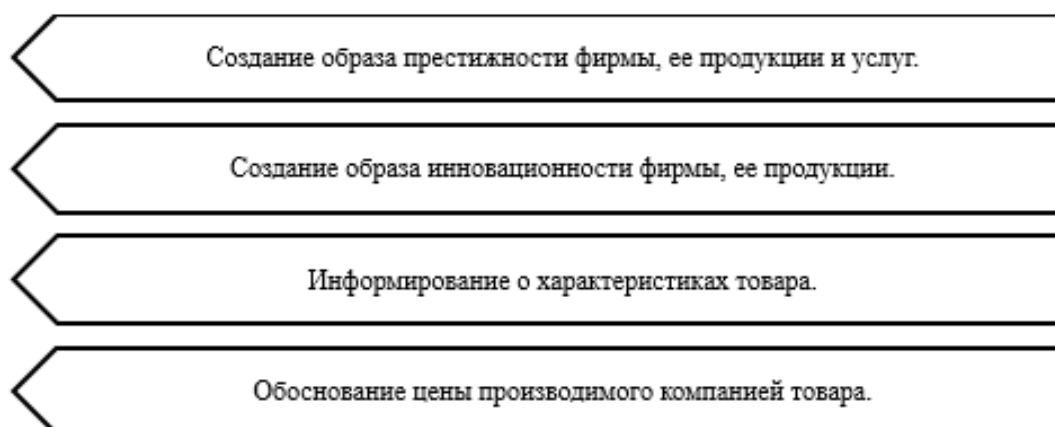 Создание образа престижности фирмы, ее продукции и услуг.
Создание образа инновационности фирмы, ее продукции.
Информирование о характеристиках товара.
Обоснование цены производимого компанией товара.